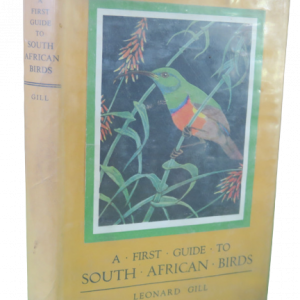 A
FIRST
GUIDE TO
SOUTH
AFRICAN
BIRDS
GILL
A · FIRST · GUIDE · TO
SOUTH · AFRICAN · BIRDS
LEONARD GILL